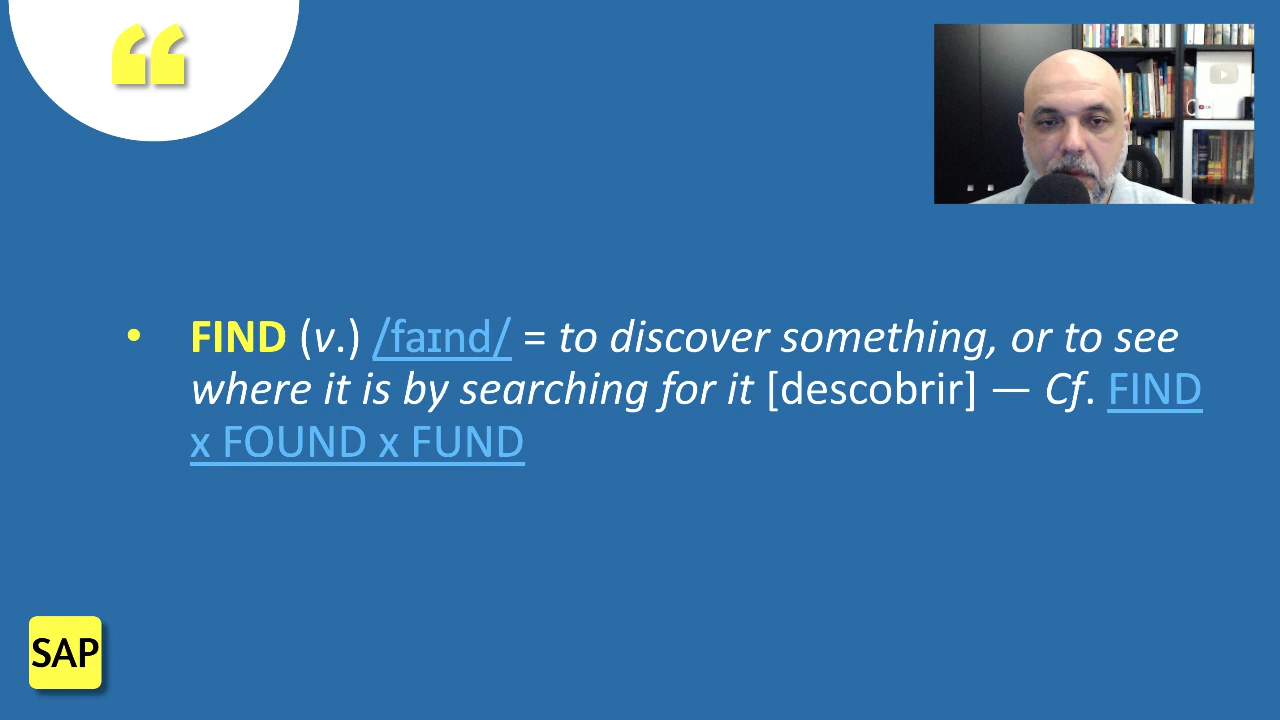 “
• FIND (v.) /faɪnd/ = to discover something, or to see
where it is by searching for it [descobrir] — Cf. FIND
x FOUND x FUND
SAP